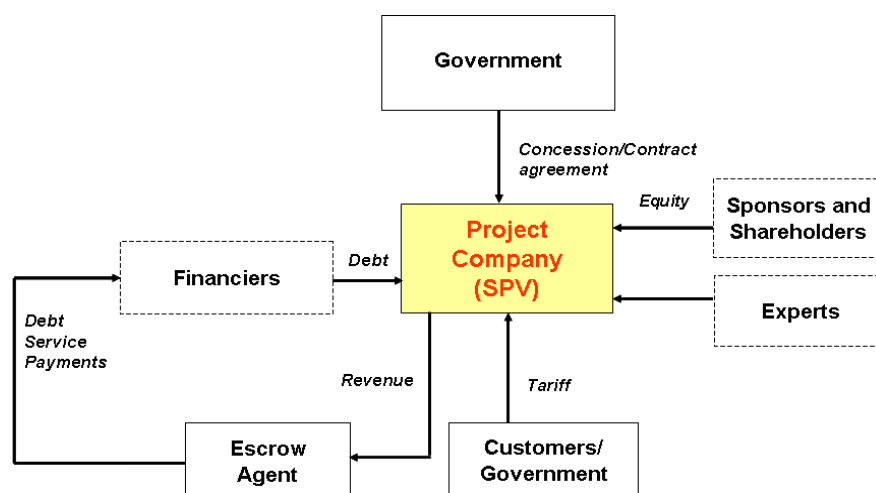 Government
Concession/Contract
agreement
Equity
Sponsors and
Shareholders
Project
Company
(SPV)
Financiers
Debt
Experts
Debt
Service
Payments
Revenue
Tariff
Escrow
Agent
Customers/
Government